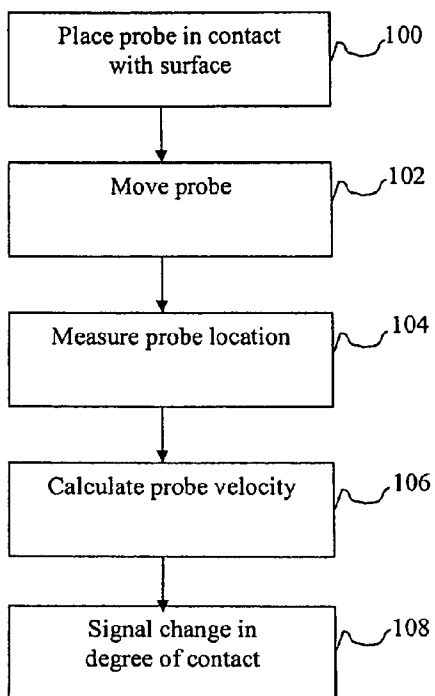 Place probe in contact
with surface
100
Move probe
102
Measure probe location
104
Calculate probe velocity
106
Signal change in
degree of contact
108